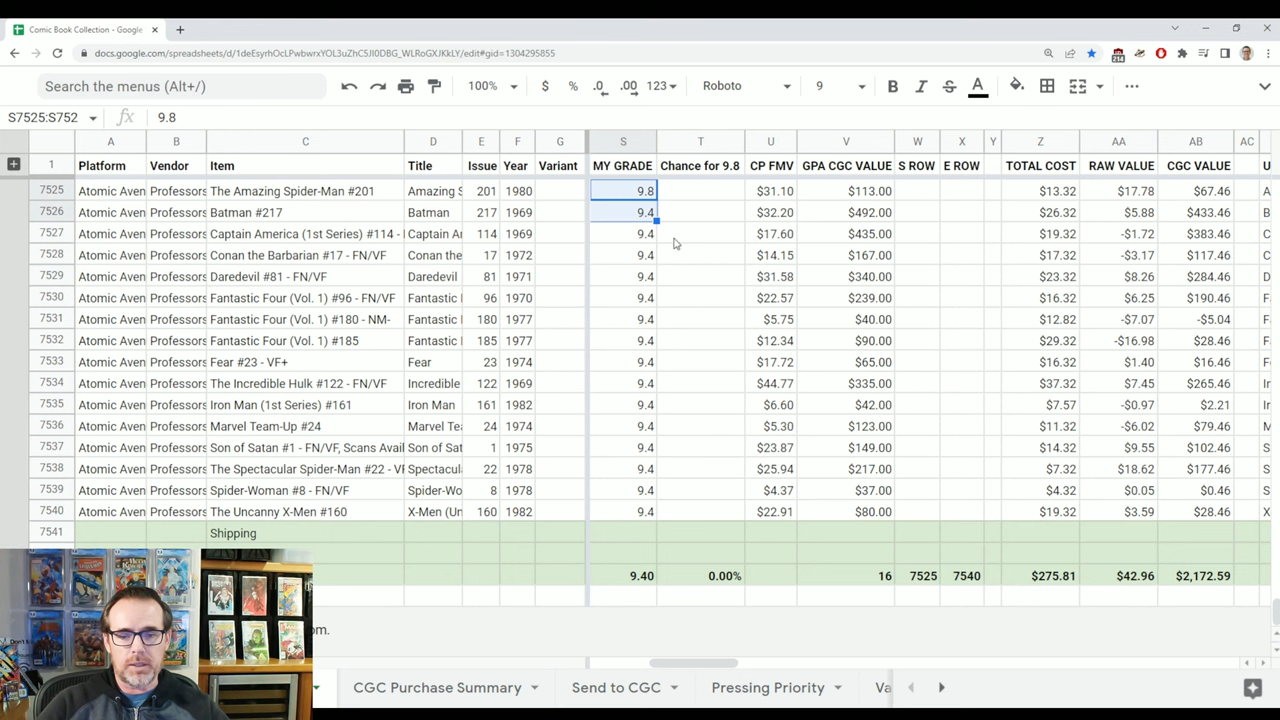 Comic Book Collection - Google
docs.google.com/spreadsheets/d/1deEsyrhOcLPwbwrxYOL3uZhC5JI0DBG_WLRoGXJKkLY/edit#gid=1304295855
214
Search the menus (Alt+/) 100% $ % .0 .00 123 Roboto 9 B I S A
S7525:S752 fx 9.8
A B C D E F G S T U V W X Y Z AA AB AC
1 Platform Vendor Item Title Issue Year Variant MY GRADE Chance for 9.8 CP FMV GPA CGC VALUE S ROW E ROW TOTAL COST RAW VALUE CGC VALUE U
7525 Atomic Aven Professors The Amazing Spider-Man #201 Amazing S 201 1980 9.8 $31.10 $113.00 $13.32 $17.78 $67.46 A
7526 Atomic Aven Professors Batman #217 Batman 217 1969 9.4 $32.20 $492.00 $26.32 $5.88 $433.46 B
7527 Atomic Aven Professors Captain America (1st Series) #114 - Captain Ar 114 1969 9.4 $17.60 $435.00 $19.32 -$1.72 $383.46 C
7528 Atomic Aven Professors Conan the Barbarian #17 - FN/VF Conan the 17 1972 9.4 $14.15 $167.00 $17.32 -$3.17 $117.46 C
7529 Atomic Aven Professors Daredevil #81 - FN/VF Daredevil 81 1971 9.4 $31.58 $340.00 $23.32 $8.26 $284.46 D
7530 Atomic Aven Professors Fantastic Four (Vol. 1) #96 - FN/VF Fantastic 96 1970 9.4 $22.57 $239.00 $16.32 $6.25 $190.46 F
7531 Atomic Aven Professors Fantastic Four (Vol. 1) #180 - NM- Fantastic 180 1977 9.4 $5.75 $40.00 $12.82 -$7.07 -$5.04 F
7532 Atomic Aven Professors Fantastic Four (Vol. 1) #185 Fantastic 185 1977 9.4 $12.34 $90.00 $29.32 -$16.98 $28.46 F
7533 Atomic Aven Professors Fear #23 - VF+ Fear 23 1974 9.4 $17.72 $65.00 $16.32 $1.40 $16.46 F
7534 Atomic Aven Professors The Incredible Hulk #122 - FN/VF Incredible 122 1969 9.4 $44.77 $335.00 $37.32 $7.45 $265.46 Ir
7535 Atomic Aven Professors Iron Man (1st Series) #161 Iron Man 161 1982 9.4 $6.60 $42.00 $7.57 -$0.97 $2.21 Ir
7536 Atomic Aven Professors Marvel Team-Up #24 Marvel Te 24 1974 9.4 $5.30 $123.00 $11.32 -$6.02 $79.46 M
7537 Atomic Aven Professors Son of Satan #1 - FN/VF, Scans Avail Son of Sat 1 1975 9.4 $23.87 $149.00 $14.32 $9.55 $102.46 S
7538 Atomic Aven Professors The Spectacular Spider-Man #22 - VF Spectacul 22 1978 9.4 $25.94 $217.00 $7.32 $18.62 $177.46 S
7539 Atomic Aven Professors Spider-Woman #8 - FN/VF Spider-Wo 8 1978 9.4 $4.37 $37.00 $4.32 $0.05 $0.46 S
7540 Atomic Aven Professors The Uncanny X-Men #160 X-Men (Un 160 1982 9.4 $22.91 $80.00 $19.32 $3.59 $28.46 X
7541 Shipping
9.40 0.00% 16 7525 7540 $275.81 $42.96 $2,172.59
om.
CGC Purchase Summary Send to CGC Pressing Priority Va